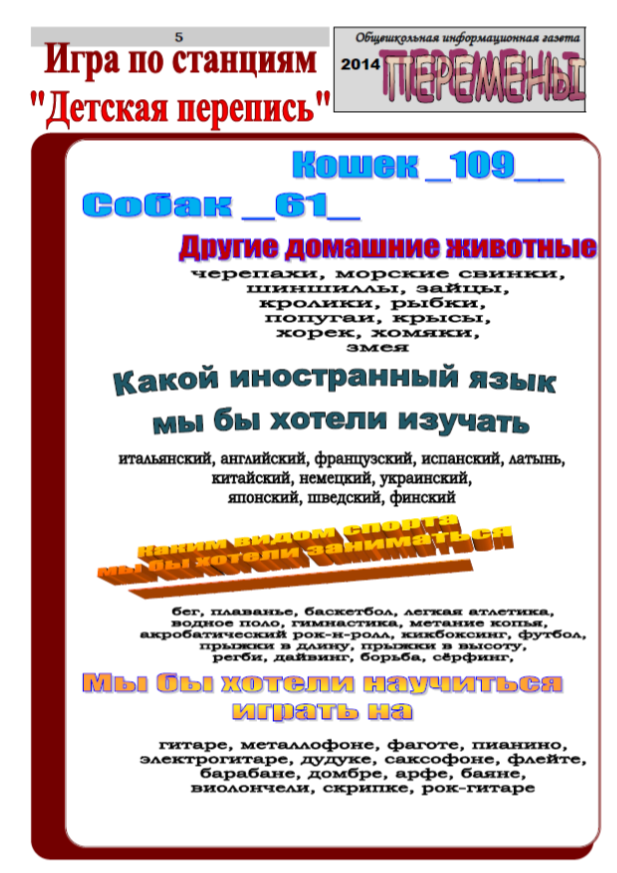 5
Общешкольная информационная газета
2014 ПЕРЕМЕНЫ
Игра по станциям
"Детская перепись"
Кошек _109__
Собак _61_
Другие домашние животные
черепахи, морские свинки,
шиншиллы, зайцы,
кролики, рыбки,
попугаи, крысы,
хорек, хомяки,
змея
Какой иностранный язык
мы бы хотели изучать
итальянский, английский, французский, испанский, латынь,
китайский, немецкий, украинский,
японский, шведский, финский
Каким видом спорта
мы бы хотели заниматься
бег, плаванье, баскетбол, легкая атлетика,
водное поло, гимнастика, метание копья,
акробатический рок-н-ролл, кикбоксинг, футбол,
прыжки в длину, прыжки в высоту,
регби, дайвинг, борьба, сёрфинг,
Мы бы хотели научиться
играть на
гитаре, металлофоне, фаготе, пианино,
электрогитаре, дудуке, саксофоне, флейте,
барабане, домбре, арфе, баяне,
виолончели, скрипке, рок-гитаре